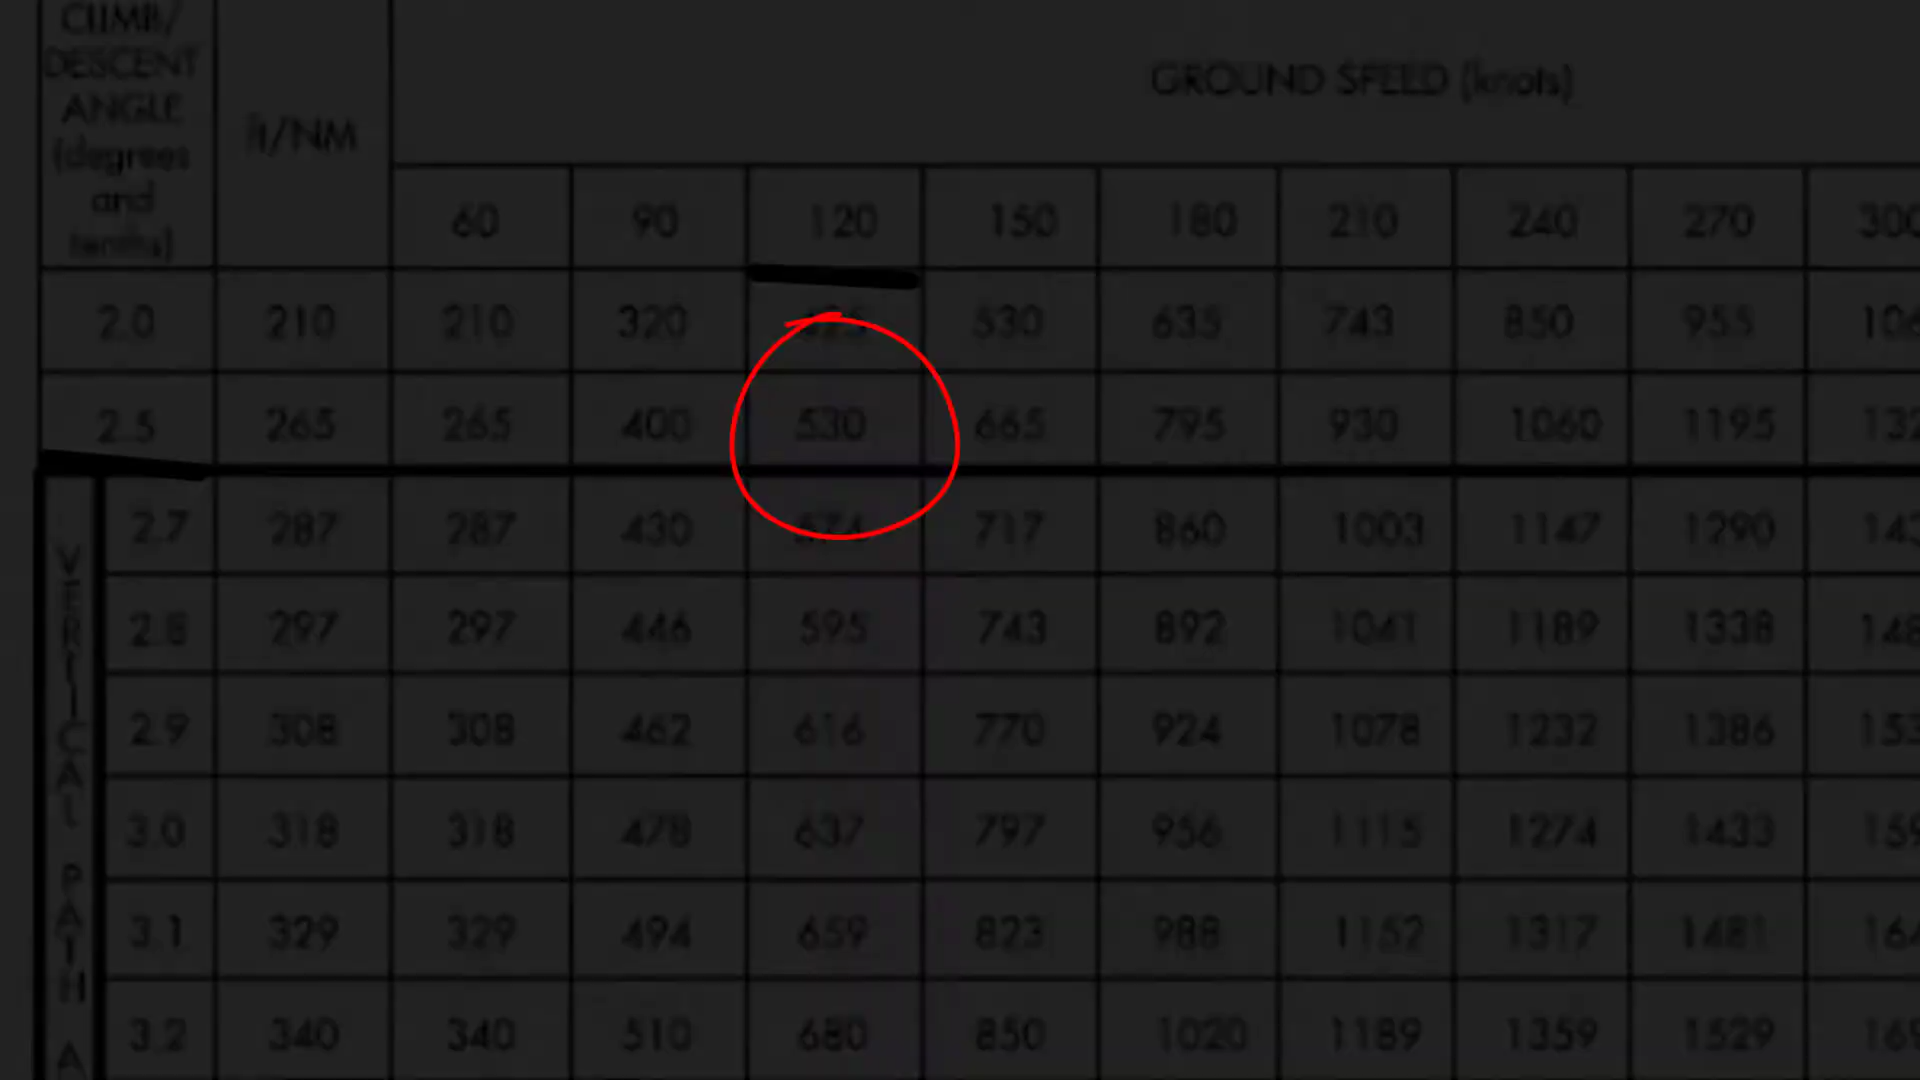 CLIMB/
DESCENT
ANGLE
(degrees
and
tenths)
ft/NM
GROUND SPEED (knots)
60 90 120 150 180 210 240 270 300
2.0 210 210 320 425 530 635 743 850 955
2.5 265 265 400 530 665 795 930 1060 1195
2.7 287 287 430 574 717 860 1003 1147 1290
2.8 297 297 446 595 743 892 1041 1189 1338
2.9 308 308 462 616 770 924 1078 1232 1386
3.0 318 318 478 637 797 956 1115 1274 1433
3.1 329 329 494 659 823 988 1152 1317 1481
3.2 340 340 510 680 850 1020 1189 1359 1529
VERTICAL PATH A